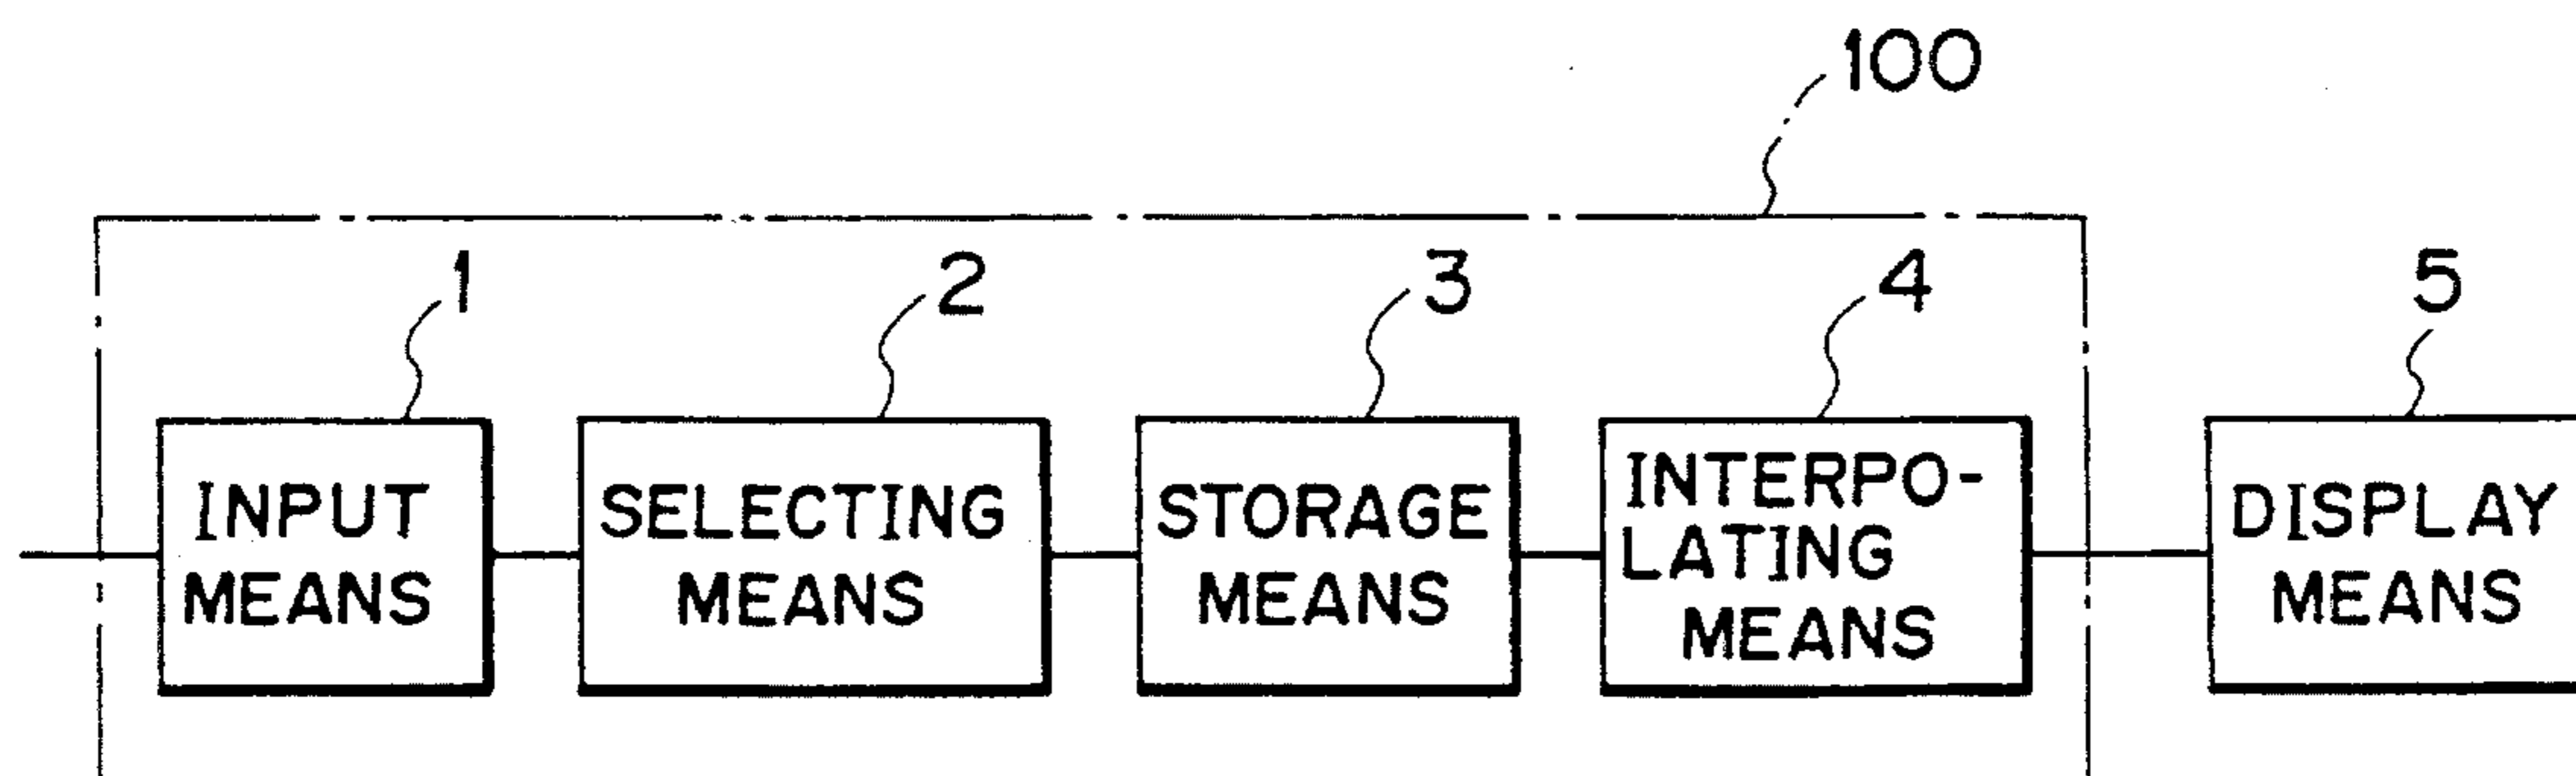 100
1
2
3
4
5
INPUT
MEANS
SELECTING
MEANS
STORAGE
MEANS
INTERPO-
LATING
MEANS
DISPLAY
MEANS